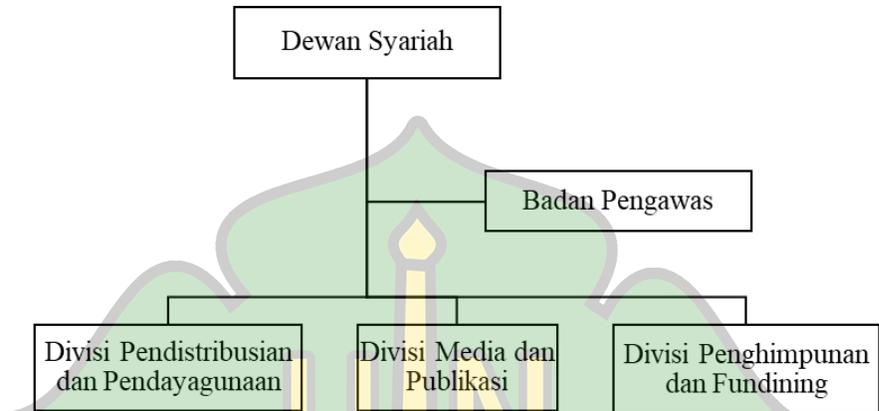 Dewan Syariah
Badan Pengawas
Divisi Pendistribusian
dan Pendayagunaan
Divisi Media dan
Publikasi
Divisi Penghimpunan
dan Fundining